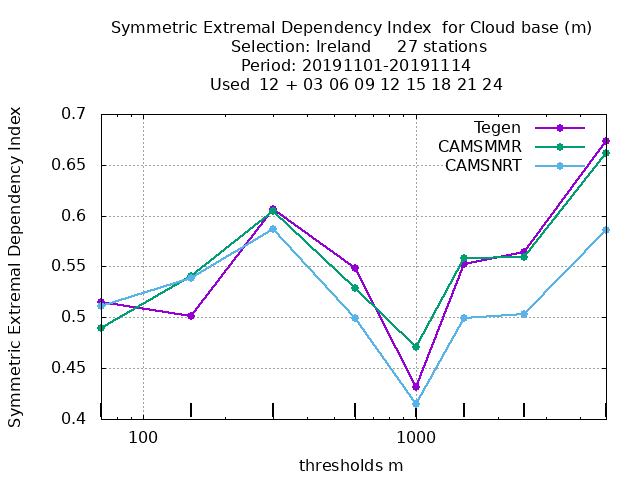 Symmetric Extremal Dependency Index  for Cloud base (m)
Selection: Ireland     27 stations
Period: 20191101-20191114
Used  12 + 03 06 09 12 15 18 21 24
Symmetric Extremal Dependency Index
0.7
0.65
0.6
0.55
0.5
0.45
0.4
Tegen
CAMSMMR
CAMSNRT
100
1000
thresholds m